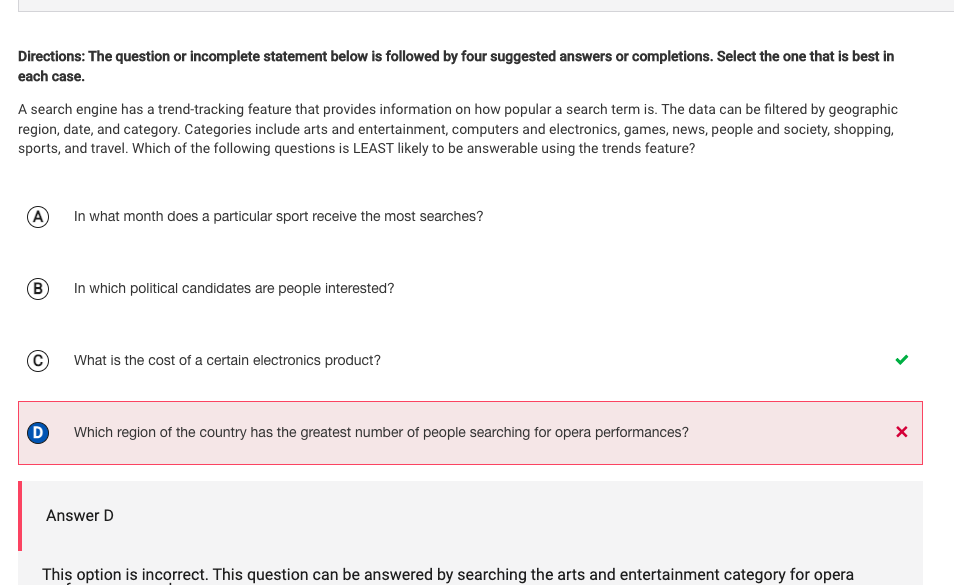 Directions: The question or incomplete statement below is followed by four suggested answers or completions. Select the one that is best in
each case.
A search engine has a trend-tracking feature that provides information on how popular a search term is. The data can be filtered by geographic
region, date, and category. Categories include arts and entertainment, computers and electronics, games, news, people and society, shopping,
sports, and travel. Which of the following questions is LEAST likely to be answerable using the trends feature?
A In what month does a particular sport receive the most searches?
B In which political candidates are people interested?
C What is the cost of a certain electronics product?
D Which region of the country has the greatest number of people searching for opera performances?
Answer D
This option is incorrect. This question can be answered by searching the arts and entertainment category for opera